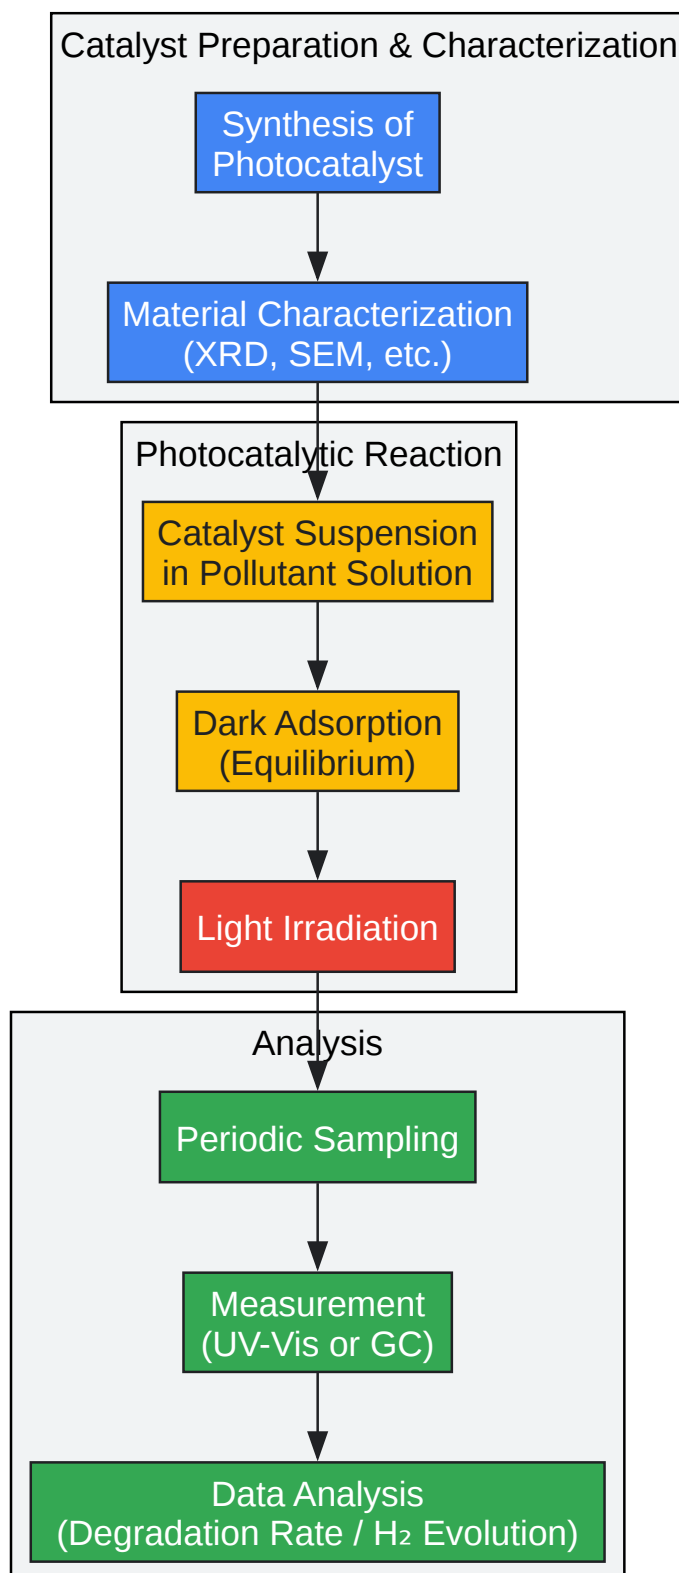 Catalyst Preparation & Characterization
Synthesis of
Photocatalyst
Material Characterization
(XRD, SEM, etc.)
Photocatalytic Reaction
Catalyst Suspension
in Pollutant Solution
Dark Adsorption
(Equilibrium)
Light Irradiation
Analysis
Periodic Sampling
Measurement
(UV-Vis or GC)
Data Analysis
(Degradation Rate / H₂ Evolution)